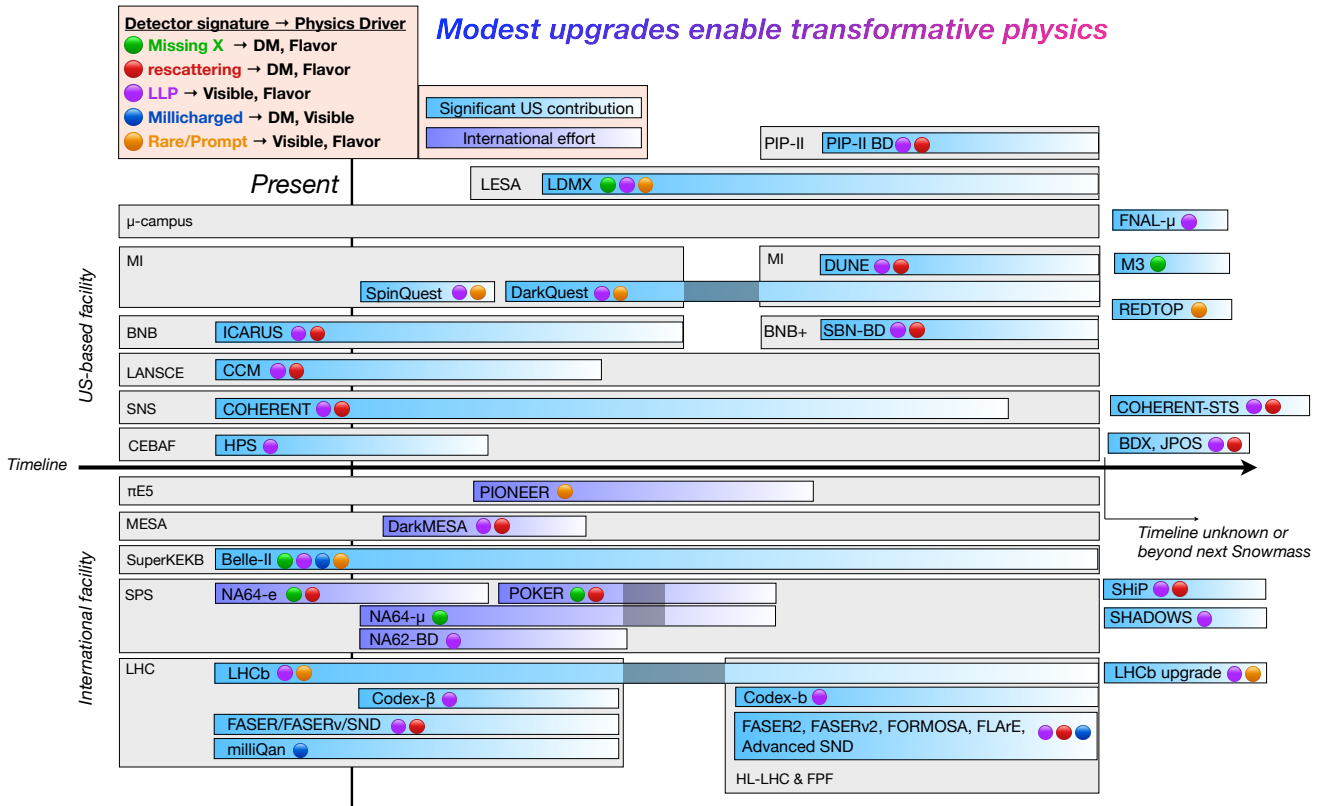 Modest upgrades enable transformative physics
Detector signature → Physics Driver
Missing X → DM, Flavor
rescattering → DM, Flavor
LLP → Visible, Flavor
Millicharged → DM, Visible
Rare/Prompt → Visible, Flavor
Significant US contribution
International effort
Present
PIP-II
PIP-II BD
LESA
LDMX
μ-campus
FNAL-μ
MI
MI
DUNE
M3
SpinQuest
DarkQuest
REDTOP
BNB
ICARUS
BNB+
SBN-BD
LANSCE
CCM
SNS
COHERENT
COHERENT-STS
CEBAF
HPS
BDX, JPOS
US-based facility
Timeline
πE5
PIONEER
MESA
DarkMESA
Timeline unknown or
beyond next Snowmass
SuperKEKB
Belle-II
SPS
NA64-e
POKER
SHiP
NA64-μ
SHADOWS
NA62-BD
International facility
LHC
LHCb
LHCb upgrade
Codex-β
Codex-b
FASER/FASERν/SND
FASER2, FASERν2, FORMOSA, FLArE,
Advanced SND
milliQan
HL-LHC & FPF